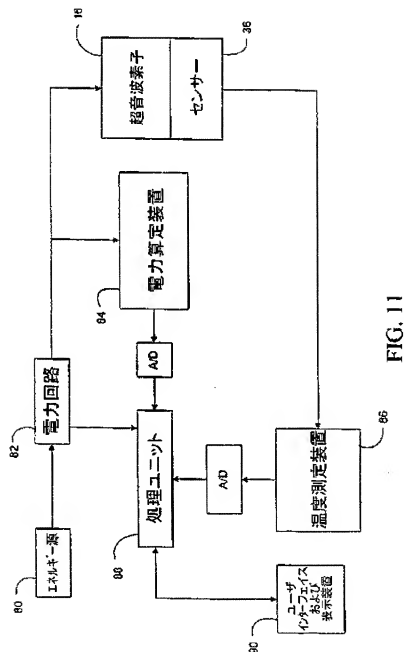 16
超音波素子
36
センサー
電力算定装置
84
A/D
82
電力回路
処理ユニット
88
A/D
温度測定装置
86
80
エネルギー源
ユーザ
インターフェイス
および
表示装置
90
FIG. 11